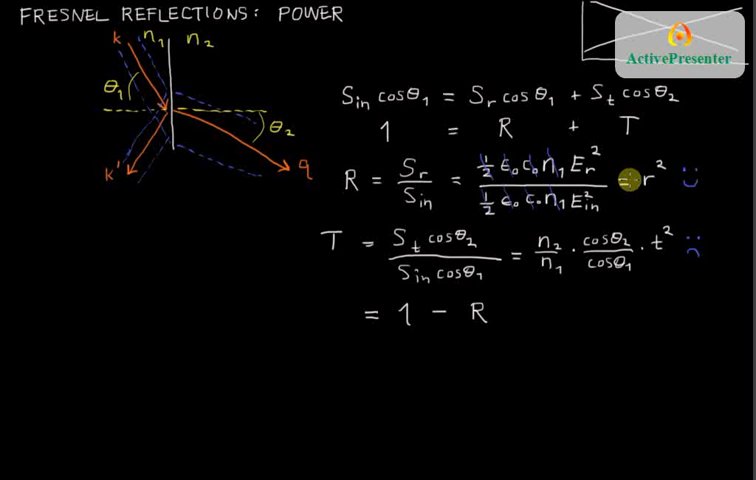 FRESNEL REFLECTIONS: POWER
ActivePresenter
k n₁ n₂
θ₁
θ₂
k' q
S_in cosθ₁ = S_r cosθ₁ + S_t cosθ₂
1 = R + T
R = S_r / S_in = ½ ϵ₀ c₀ n₁ E_r² / ½ ϵ₀ c₀ n₁ E_in² = r²
T = S_t cosθ₂ / S_in cosθ₁ = n₂/n₁ · cosθ₂/cosθ₁ · t²
= 1 - R